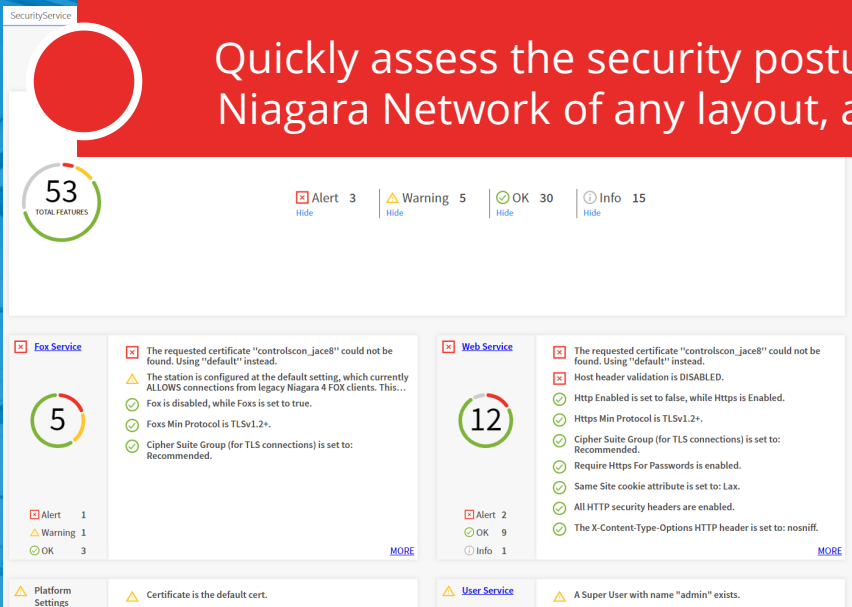 SecurityService
Quickly assess the security
Niagara Network of any layout,
53
TOTAL FEATURES
Alert 3
Hide
Warning 5
Hide
OK 30
Hide
Info 15
Hide
Fox Service
5
Alert 1
Warning 1
OK 3
The requested certificate "controlscon_jace8" could not be
found. Using "default" instead.
The station is configured at the default setting, which currently
ALLOWS connections from legacy Niagara 4 FOX clients. This...
Fox is disabled, while Foxs is set to true.
Foxs Min Protocol is TLSv1.2+.
Cipher Suite Group (for TLS connections) is set to:
Recommended.
MORE
Web Service
12
Alert 2
OK 9
Info 1
The requested certificate "controlscon_jace8" could not be
found. Using "default" instead.
Host header validation is DISABLED.
Http Enabled is set to false, while Https is Enabled.
Https Min Protocol is TLSv1.2+.
Cipher Suite Group (for TLS connections) is set to:
Recommended.
Require Https For Passwords is enabled.
Same Site cookie attribute is set to: Lax.
All HTTP security headers are enabled.
The X-Content-Type-Options HTTP header is set to: nosniff.
MORE
Platform
Settings
Certificate is the default cert.
User Service
A Super User with name "admin" exists.